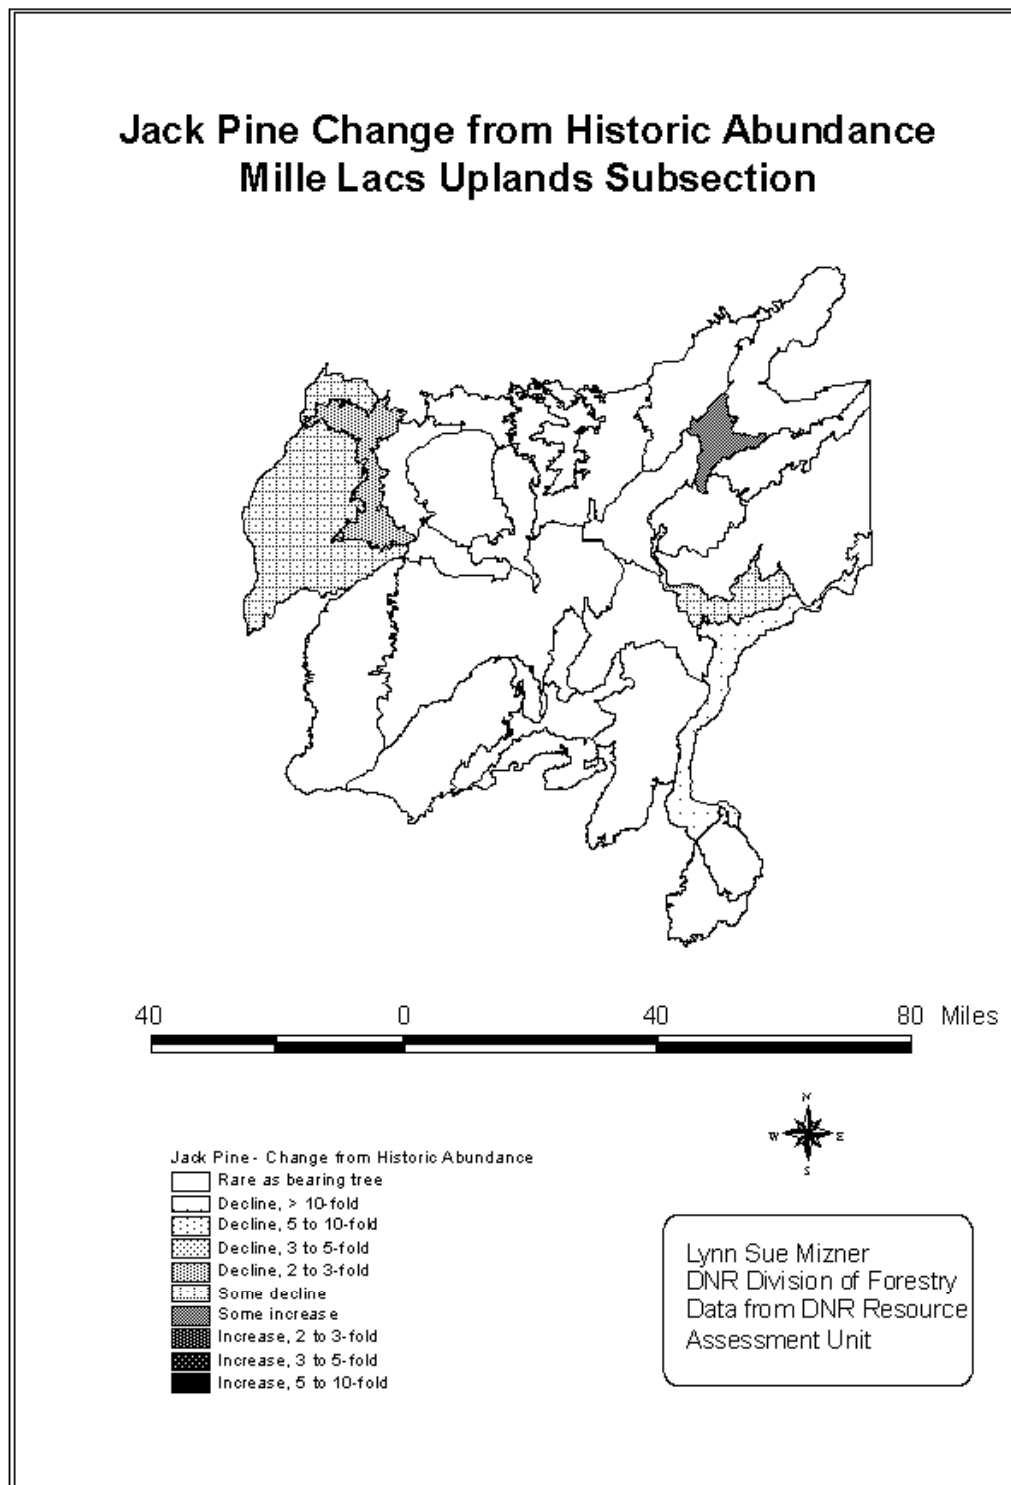 Jack Pine Change from Historic Abundance
Mille Lacs Uplands Subsection
40 0 40 80 Miles
N
W E
S
Jack Pine - Change from Historic Abundance
Rare as bearing tree
Decline, > 10-fold
Decline, 5 to 10-fold
Decline, 3 to 5-fold
Decline, 2 to 3-fold
Some decline
Some increase
Increase, 2 to 3-fold
Increase, 3 to 5-fold
Increase, 5 to 10-fold
Lynn Sue Mizner
DNR Division of Forestry
Data from DNR Resource
Assessment Unit